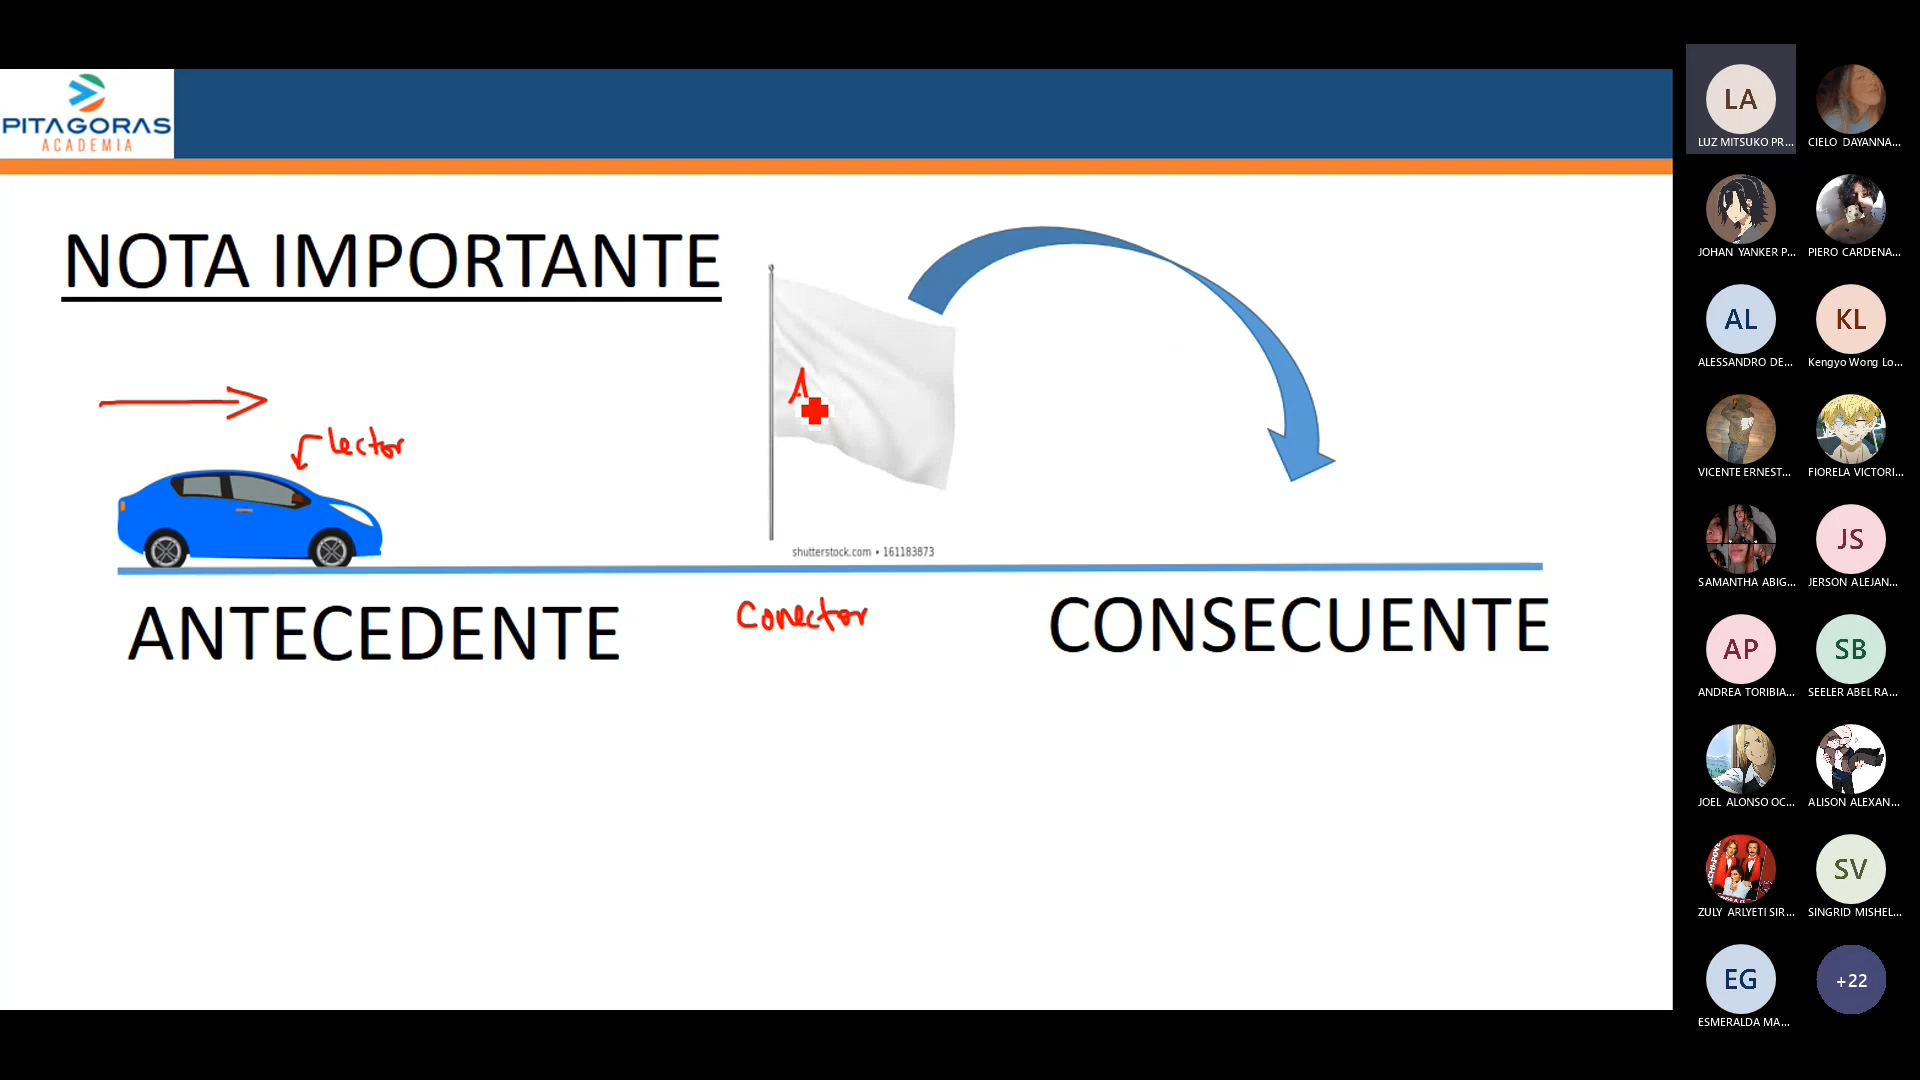 PITAGORAS
ACADEMIA
NOTA IMPORTANTE
A
lector
shutterstock.com • 161183873
ANTECEDENTE
Conector
CONSECUENTE
LA
LUZ MITSUKO PR...
CIELO DAYANNA...
JOHAN YANKER P...
PIERO CARDENA...
AL
ALESSANDRO DE...
KL
Kengyo Wong Lo...
VICENTE ERNEST...
FIORELA VICTORI...
SAMANTHA ABIG...
JS
JERSON ALEJAN...
AP
ANDREA TORIBIA...
SB
SEELER ABEL RA...
JOEL ALONSO OC...
ALISON ALEXAN...
ZULY ARLYETI SIR...
SV
SINGRID MISHEL...
EG
ESMERALDA MA...
+22